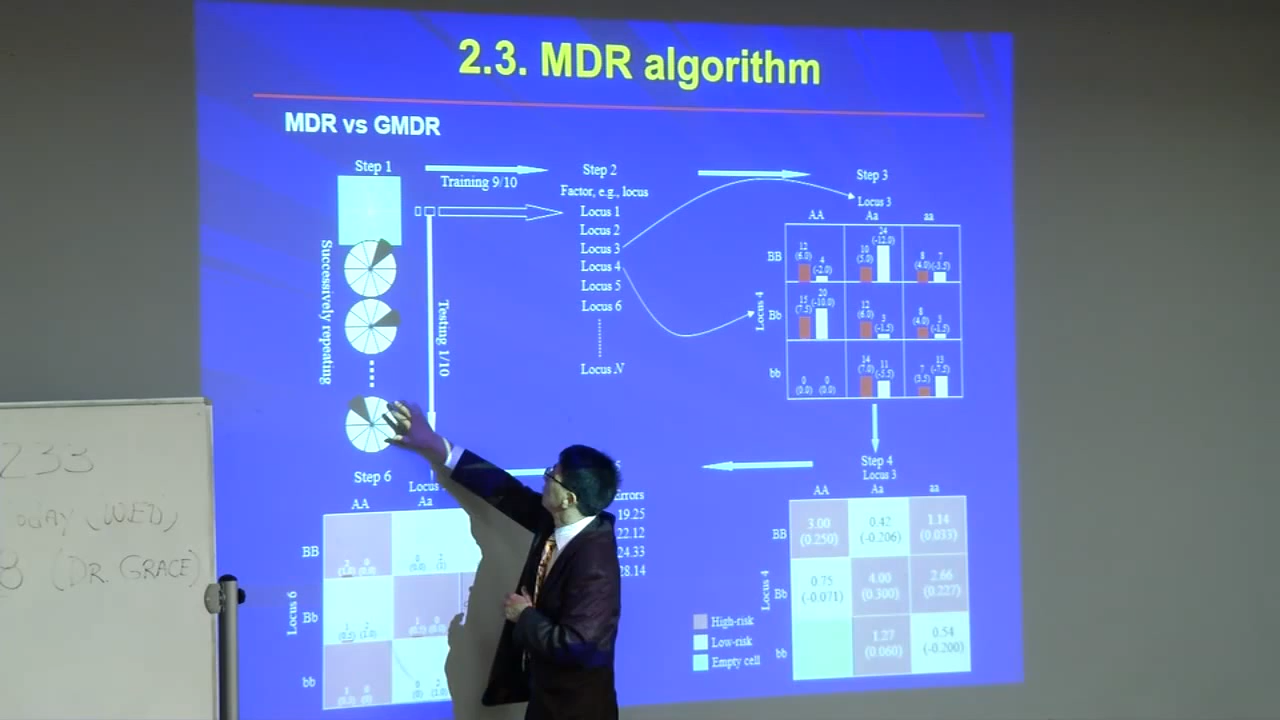 2.3. MDR algorithm
MDR vs GMDR
Step 1
Training 9/10
Successively repeating
Testing 1/10
Step 2
Factor, e.g., locus
Locus 1
Locus 2
Locus 3
Locus 4
Locus 5
Locus 6
Locus N
Step 3
Locus 3
AA Aa aa
Locus 4
BB
12 (6.0) 4 (-2.0) 10 (5.0) 24 (-12.0) 8 (4.0) 7 (-3.5)
Bb
15 (7.5) 20 (-10.0) 12 (6.0) 3 (-1.5) 8 (4.0) 3 (-1.5)
bb
0 (0.0) 0 (0.0) 14 (7.0) 11 (-5.5) 7 (3.5) 13 (-7.5)
Step 4
Locus 3
AA Aa aa
Locus 4
BB
3.00 (0.250) 0.42 (-0.206) 1.14 (0.033)
Bb
0.75 (-0.071) 4.00 (0.300) 2.66 (0.227)
bb
1.27 (0.060) 0.54 (-0.200)
High-risk
Low-risk
Empty cell
19.25
22.12
24.33
28.14
Step 6
Locus
AA Aa
Locus 6
BB
Bb
bb
233
(WED)
(DR. GRACE)